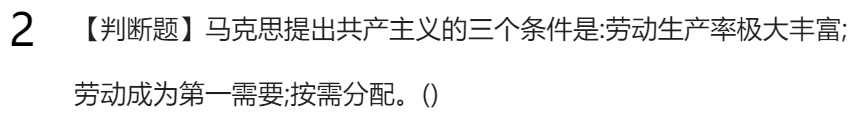 2 【判断题】马克思提出共产主义的三个条件是:劳动生产率极大丰富;
劳动成为第一需要;按需分配。()